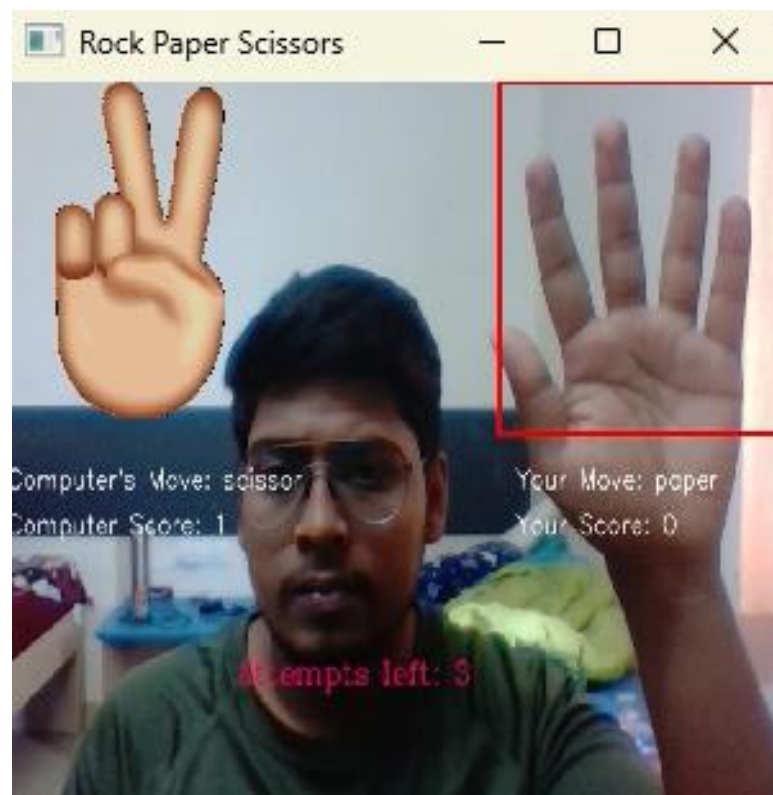 Rock Paper Scissors
Computer's Move: scissor
Your Move: paper
Computer Score: 1
Your Score: 0
attempts left: 3